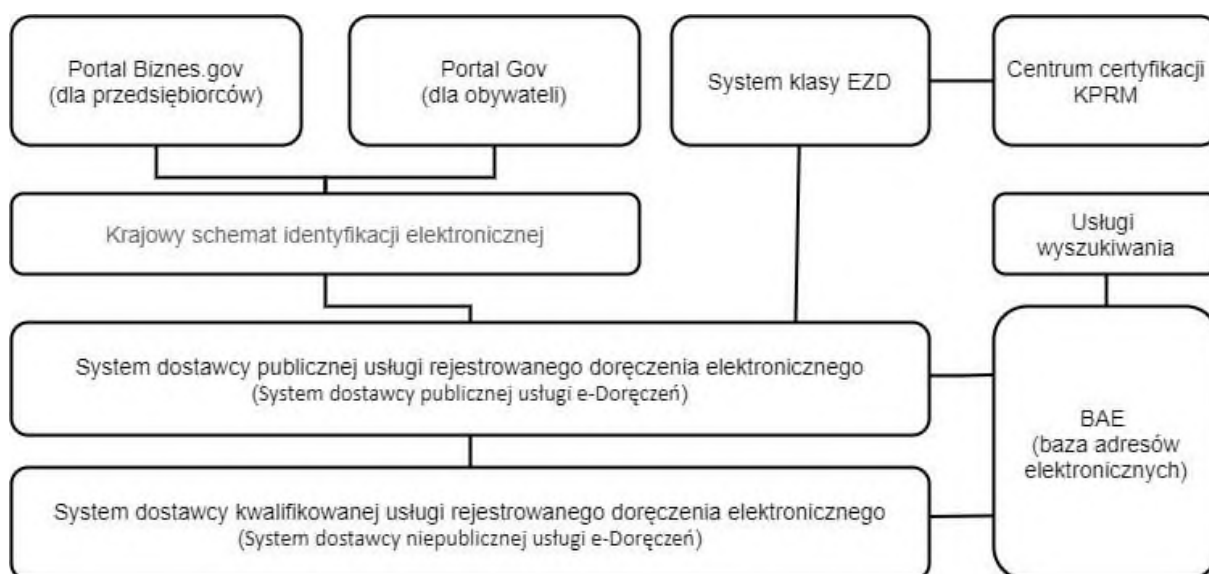 Portal Biznes.gov
(dla przedsiębiorców)
Portal Gov
(dla obywateli)
System klasy EZD
Centrum certyfikacji
KPRM
Krajowy schemat identyfikacji elektronicznej
Usługi
wyszukiwania
System dostawcy publicznej usługi rejestrowanego doręczenia elektronicznego
(System dostawcy publicznej usługi e-Doręczeń)
BAE
(baza adresów
elektronicznych)
System dostawcy kwalifikowanej usługi rejestrowanego doręczenia elektronicznego
(System dostawcy niepublicznej usługi e-Doręczeń)